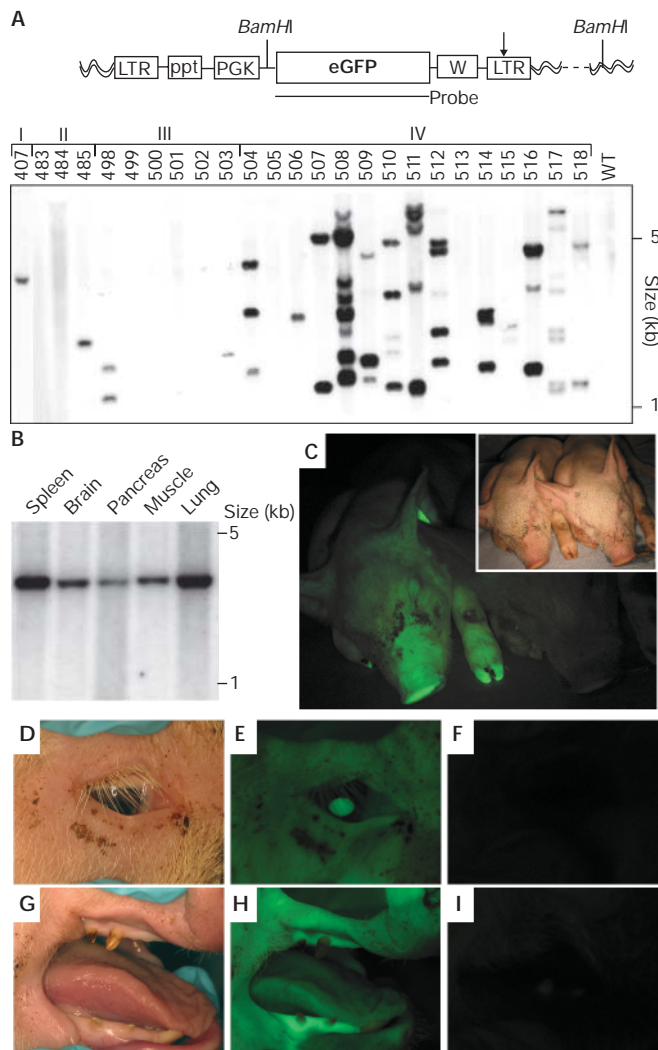 A
BamHI BamHI
LTR ppt PGK eGFP W LTR
Probe
I II III IV
407 483 484 485 498 499 500 501 502 503 504 505 506 507 508 509 510 511 512 513 514 515 516 517 518 WT
5
Size (kb)
1
B
Spleen Brain Pancreas Muscle Lung
Size (kb)
5
1
C
D
E
F
G
H
I